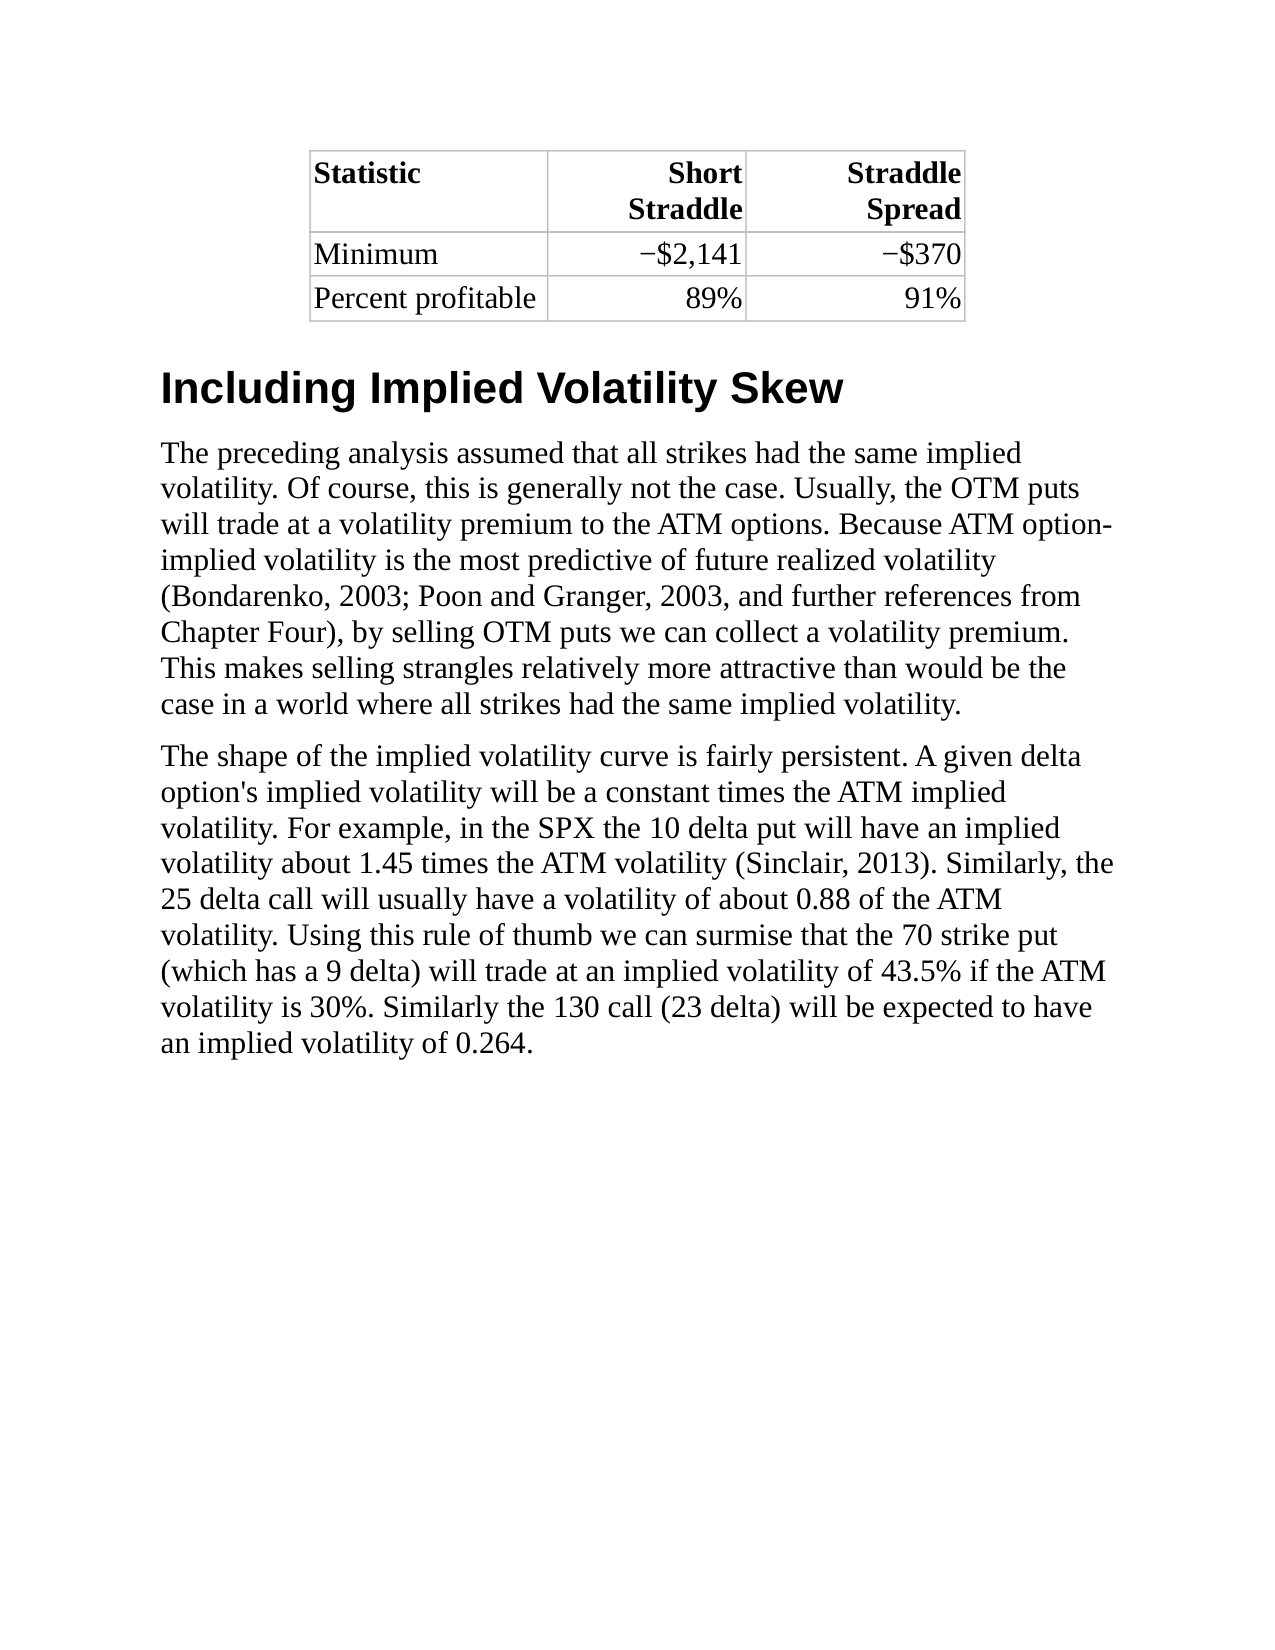 Statistic Short Straddle
Straddle Spread
Minimum −$2,141 −$370
Percent profitable 89% 91%
Including Implied Volatility Skew
The preceding analysis assumed that all strikes had the same implied
volatility. Of course, this is generally not the case. Usually, the OTM puts
will trade at a volatility premium to the ATM options. Because ATM option-
implied volatility is the most predictive of future realized volatility
(Bondarenko, 2003; Poon and Granger, 2003, and further references from
Chapter Four), by selling OTM puts we can collect a volatility premium.
This makes selling strangles relatively more attractive than would be the
case in a world where all strikes had the same implied volatility.
The shape of the implied volatility curve is fairly persistent. A given delta
option's implied volatility will be a constant times the ATM implied
volatility. For example, in the SPX the 10 delta put will have an implied
volatility about 1.45 times the ATM volatility (Sinclair, 2013). Similarly, the
25 delta call will usually have a volatility of about 0.88 of the ATM
volatility. Using this rule of thumb we can surmise that the 70 strike put
(which has a 9 delta) will trade at an implied volatility of 43.5% if the ATM
volatility is 30%. Similarly the 130 call (23 delta) will be expected to have
an implied volatility of 0.264.